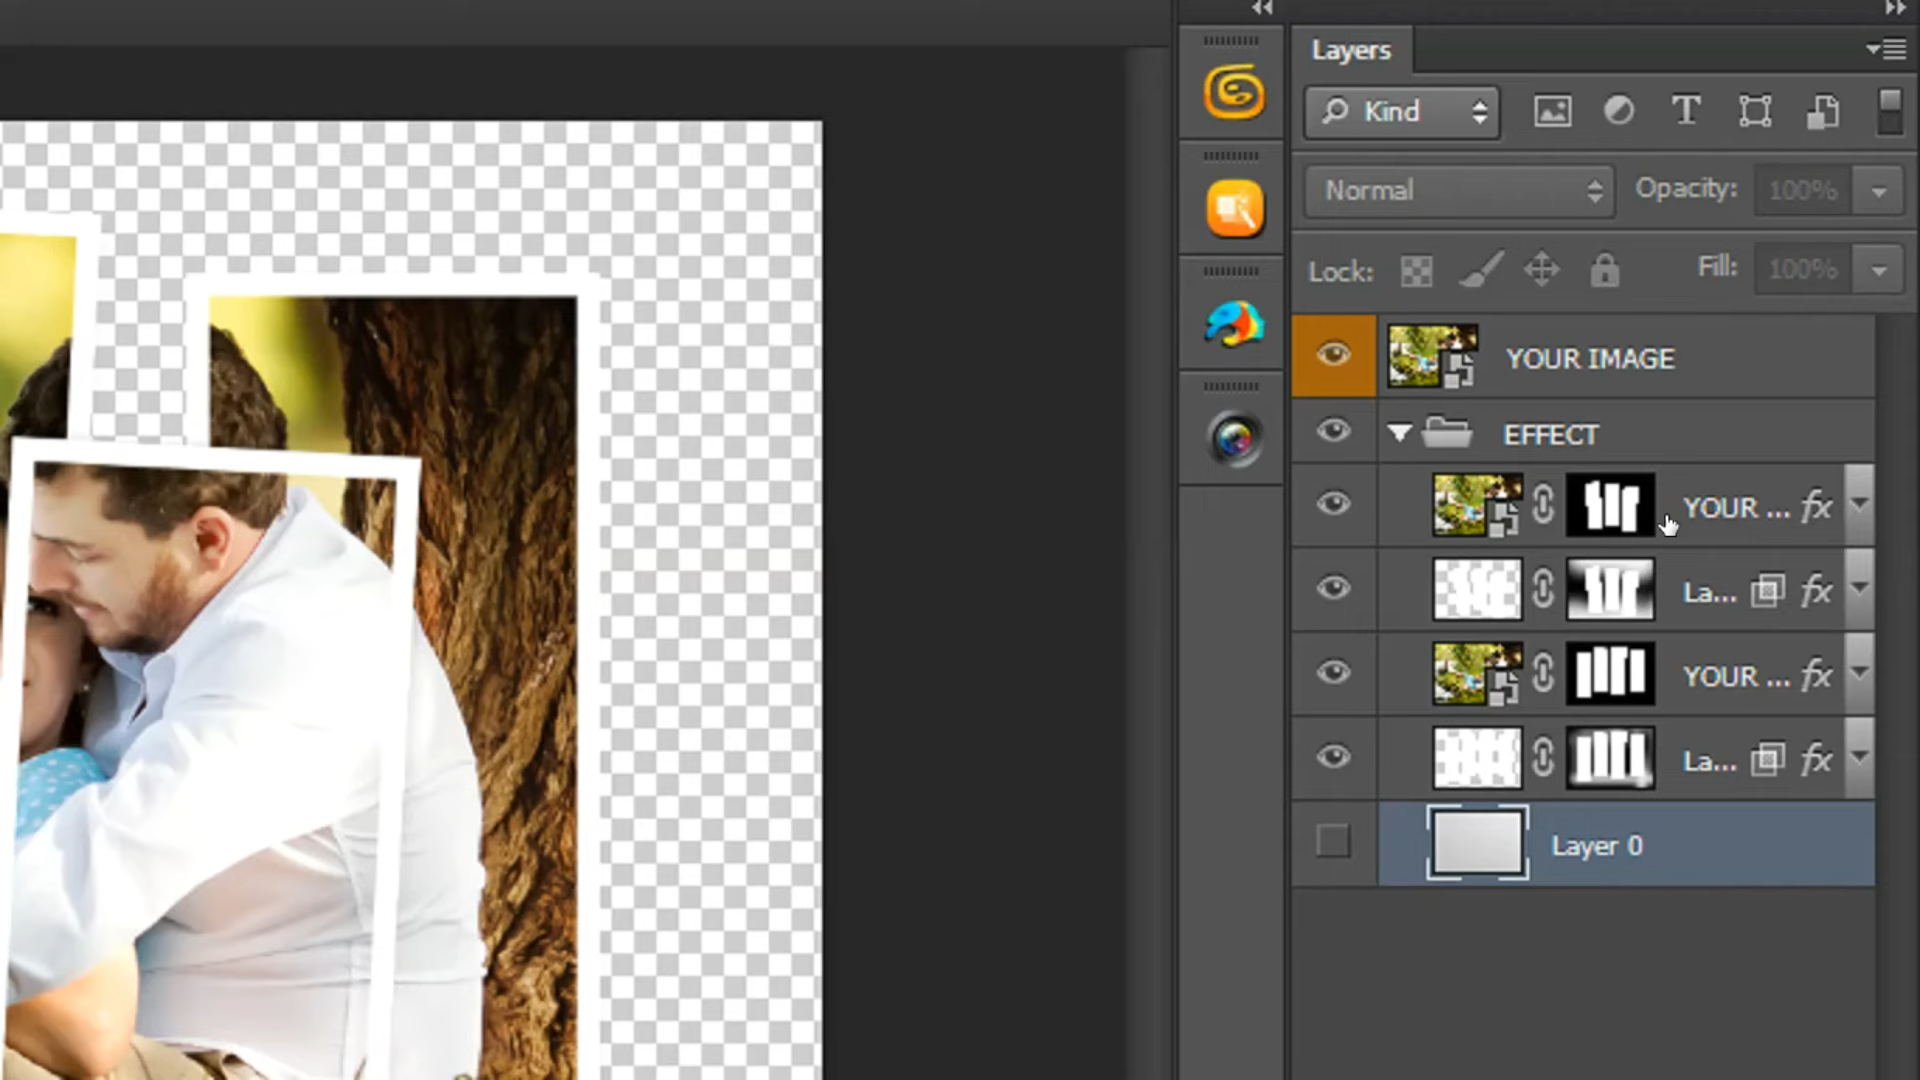 Layers
Kind
Normal
Opacity: 100%
Lock:
Fill: 100%
YOUR IMAGE
EFFECT
YOUR ... fx
La... fx
YOUR ... fx
La... fx
Layer 0